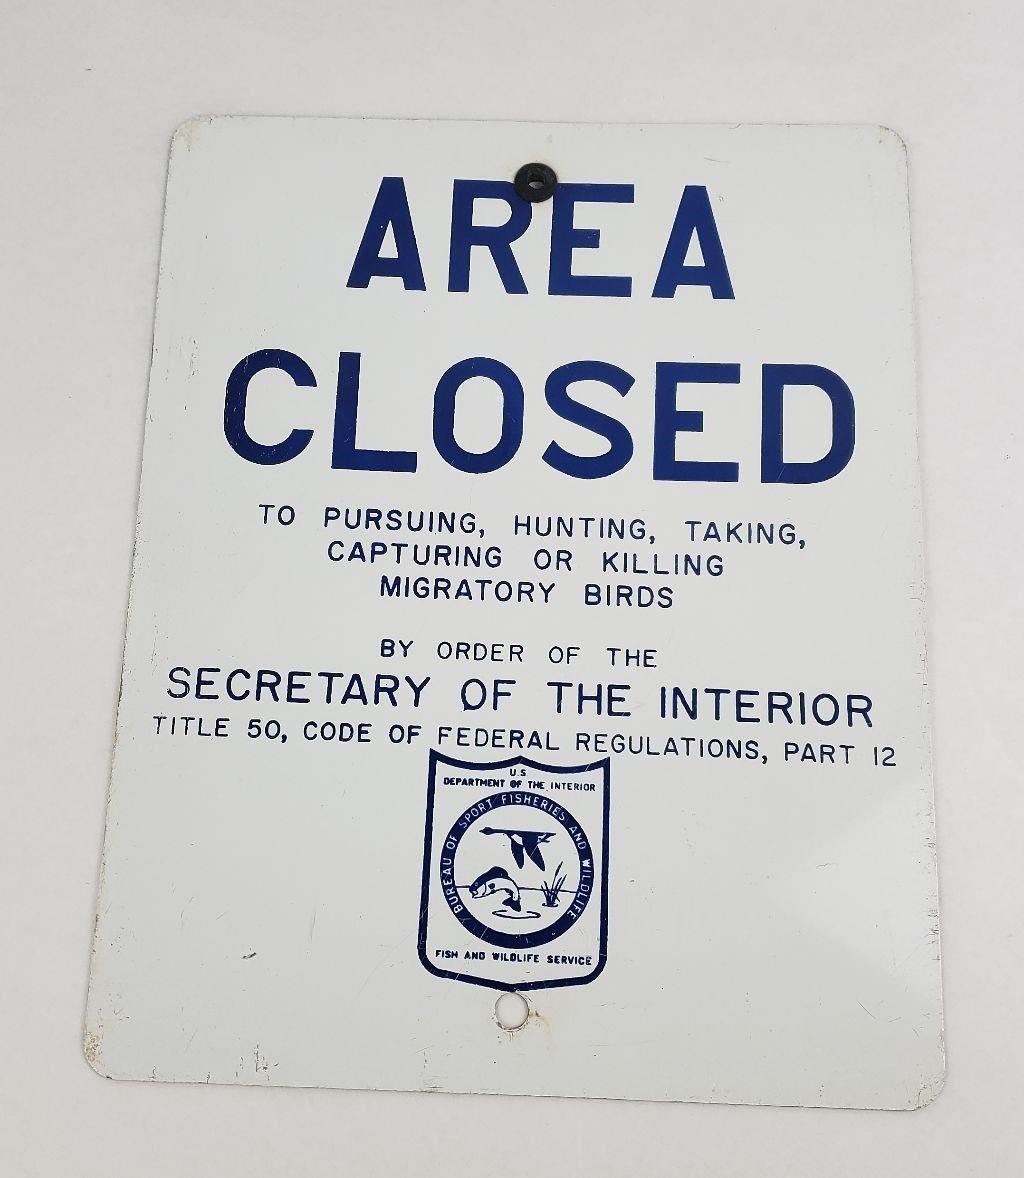 AREA
CLOSED
TO PURSUING, HUNTING, TAKING,
CAPTURING OR KILLING
MIGRATORY BIRDS
BY ORDER OF THE
SECRETARY OF THE INTERIOR
TITLE 50, CODE OF FEDERAL REGULATIONS, PART 12
U.S
DEPARTMENT OF THE INTERIOR
BUREAU OF SPORT FISHERIES AND WILDLIFE
FISH AND WILDLIFE SERVICE